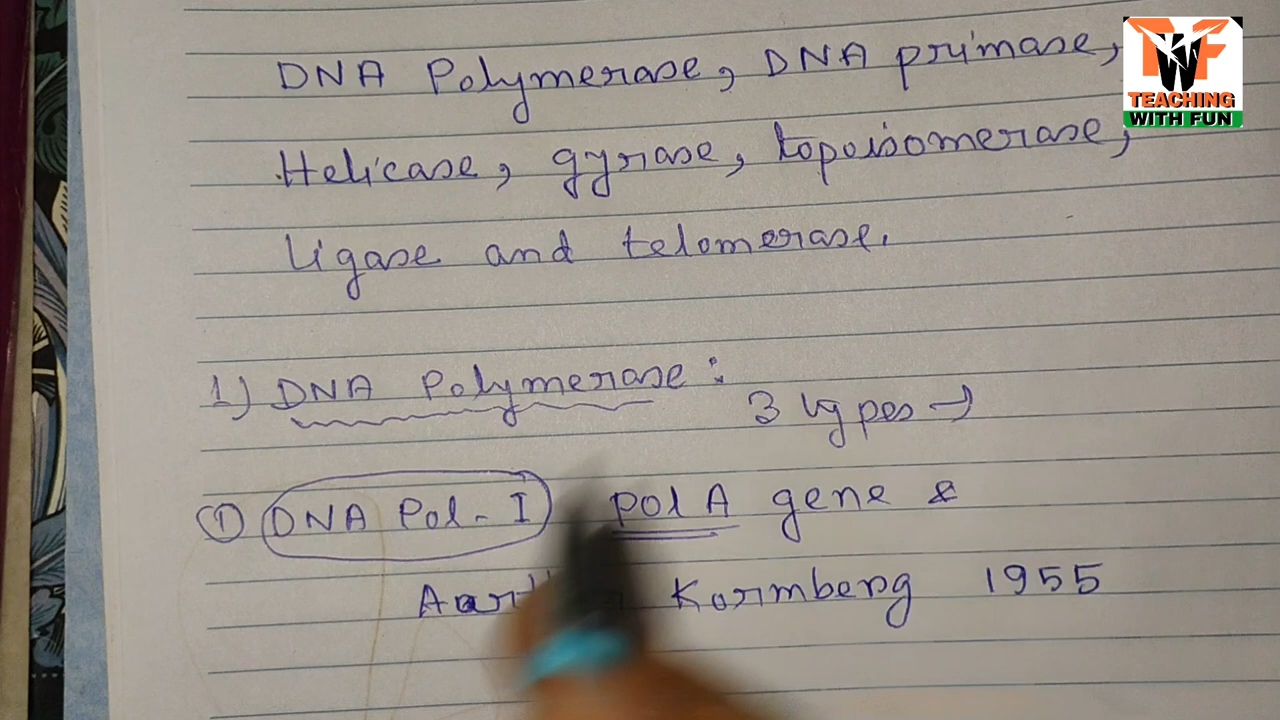 DNA Polymerase, DNA primase,
Helicase, gyrase, topoisomerase,
ligase and telomerase.
1) DNA Polymerase :
3 types →
① DNA Pol-I pol A gene &
Kormberg 1955
TWF
TEACHING
WITH FUN